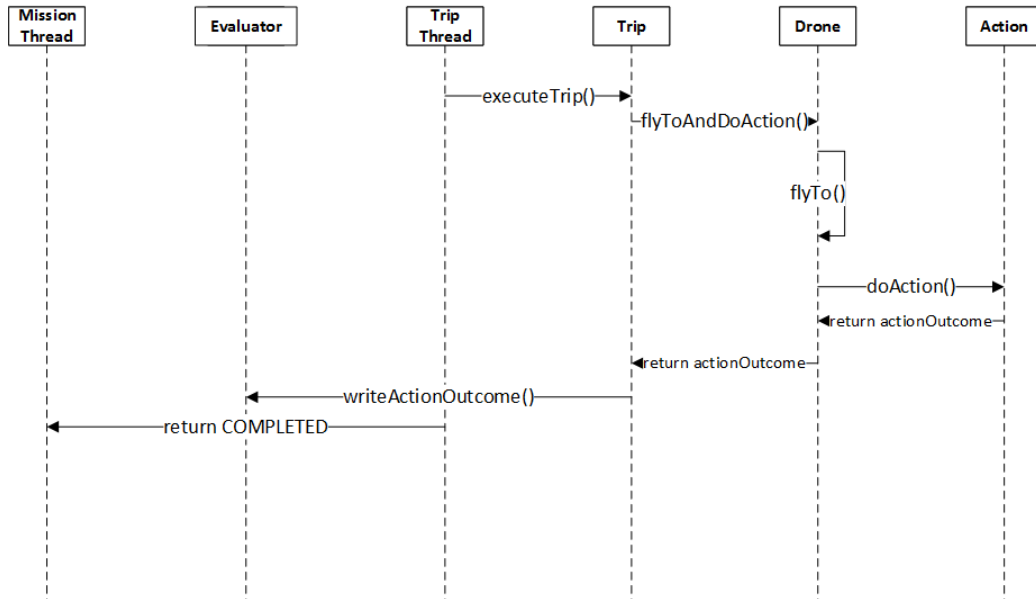 Mission
Thread
Evaluator
Trip
Thread
Trip
Drone
Action
executeTrip()
flyToAndDoAction()
flyTo()
doAction()
return actionOutcome
return actionOutcome
writeActionOutcome()
return COMPLETED